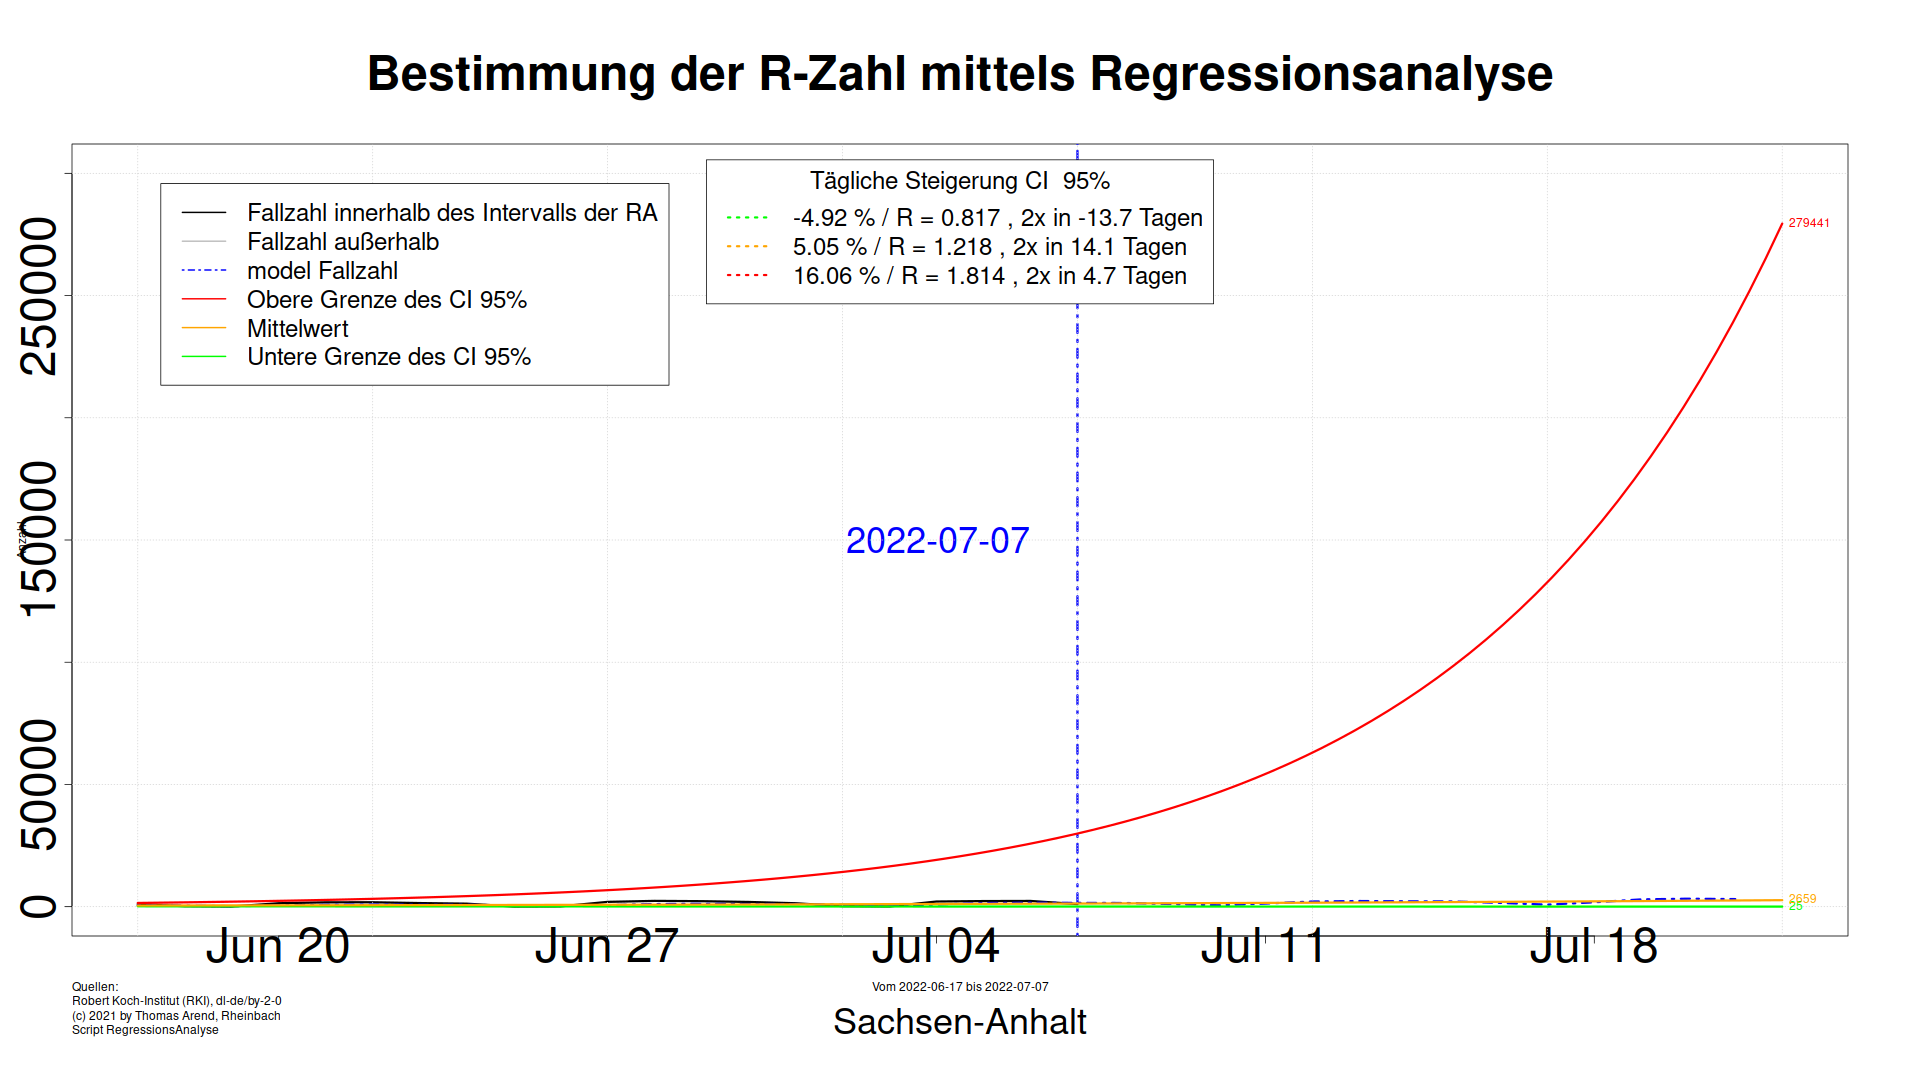 Bestimmung der R-Zahl mittels Regressionsanalyse
Fallzahl innerhalb des Intervalls der RA
Fallzahl außerhalb
model Fallzahl
Obere Grenze des CI 95%
Mittelwert
Untere Grenze des CI 95%
Tägliche Steigerung CI  95%
-4.92 % / R = 0.817 , 2x in -13.7 Tagen
5.05 % / R = 1.218 , 2x in 14.1 Tagen
16.06 % / R = 1.814 , 2x in 4.7 Tagen
279441
250000
150000
Anzahl
2022-07-07
50000
0
2659
25
Jun 20
Jun 27
Jul 04
Jul 11
Jul 18
Quellen:
Robert Koch-Institut (RKI), dl-de/by-2-0
(c) 2021 by Thomas Arend, Rheinbach
Script RegressionsAnalyse
Vom 2022-06-17 bis 2022-07-07
Sachsen-Anhalt